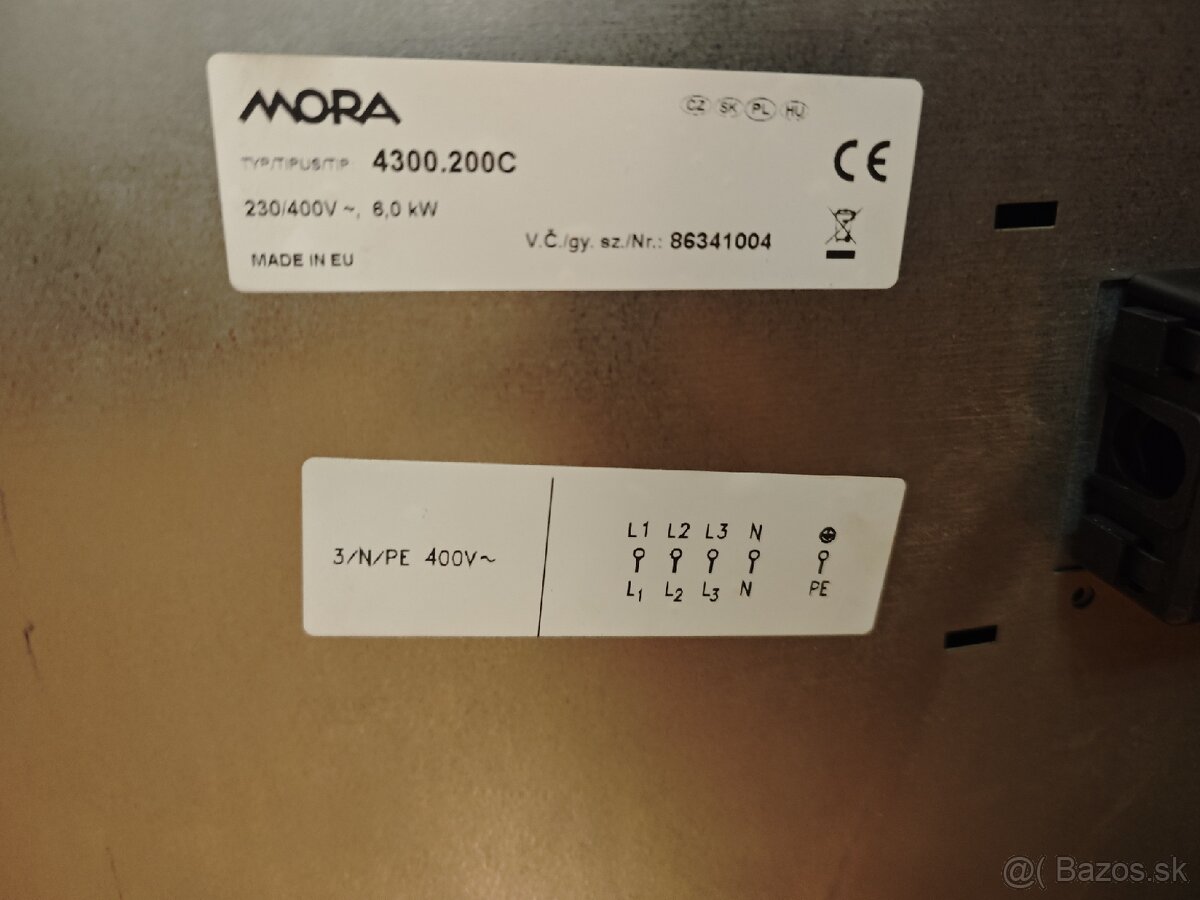 MORA
CZ SK PL HU
TYP/TIPUS/TIP 4300.200C
CE
230/400V ~, 6,0 kW
V.Č./gy. sz./Nr.: 86341004
MADE IN EU
3/N/PE 400V~
L1 L2 L3 N
L1 L2 L3 N PE
@( Bazos.sk